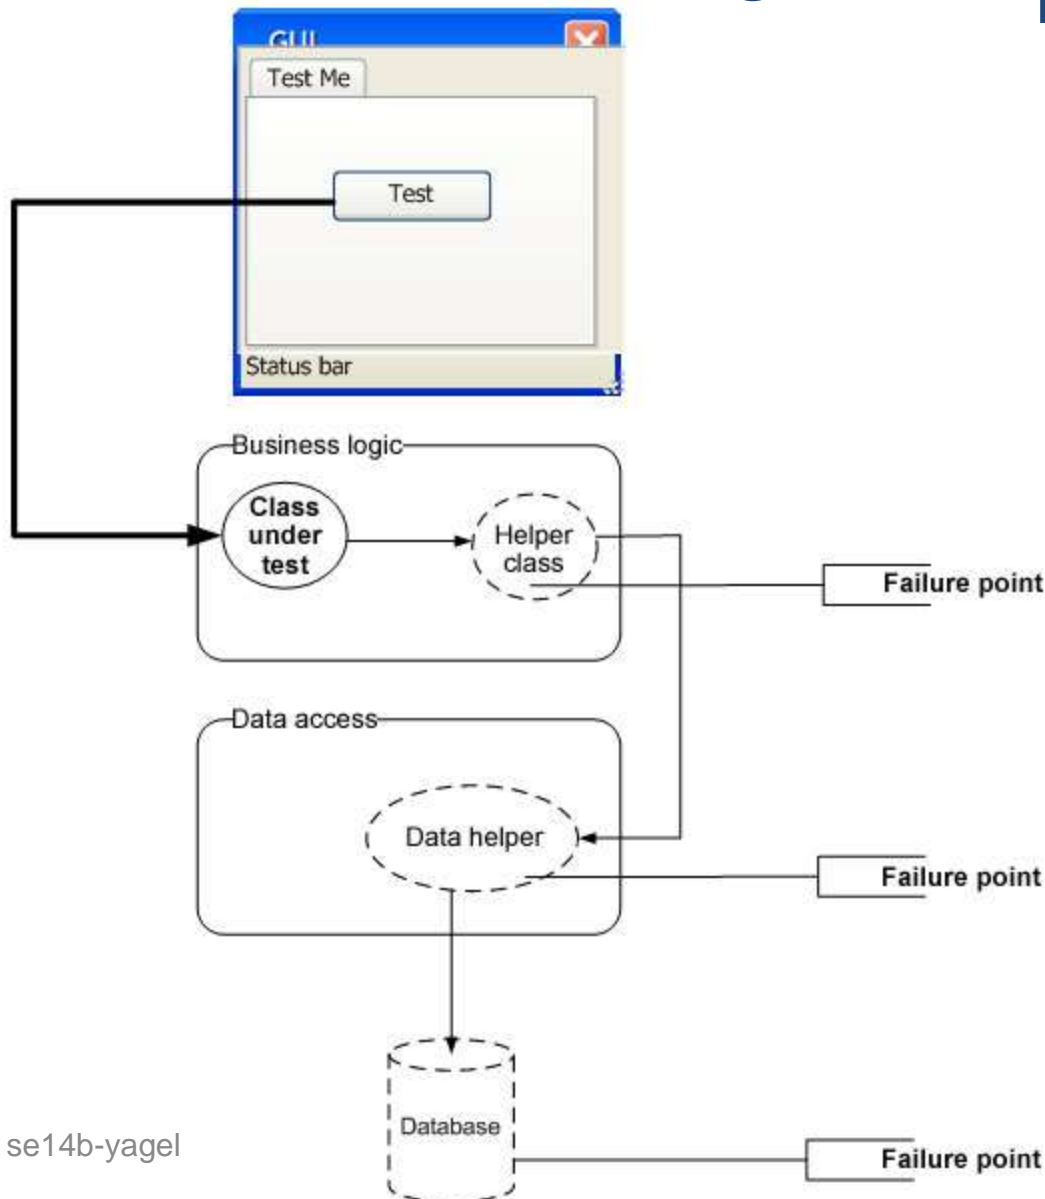 GUI
Test Me
Test
Status bar
Business logic
Class
under
test
Helper
class
Failure point
Data access
Data helper
Failure point
Database
Failure point
se14b-yagel